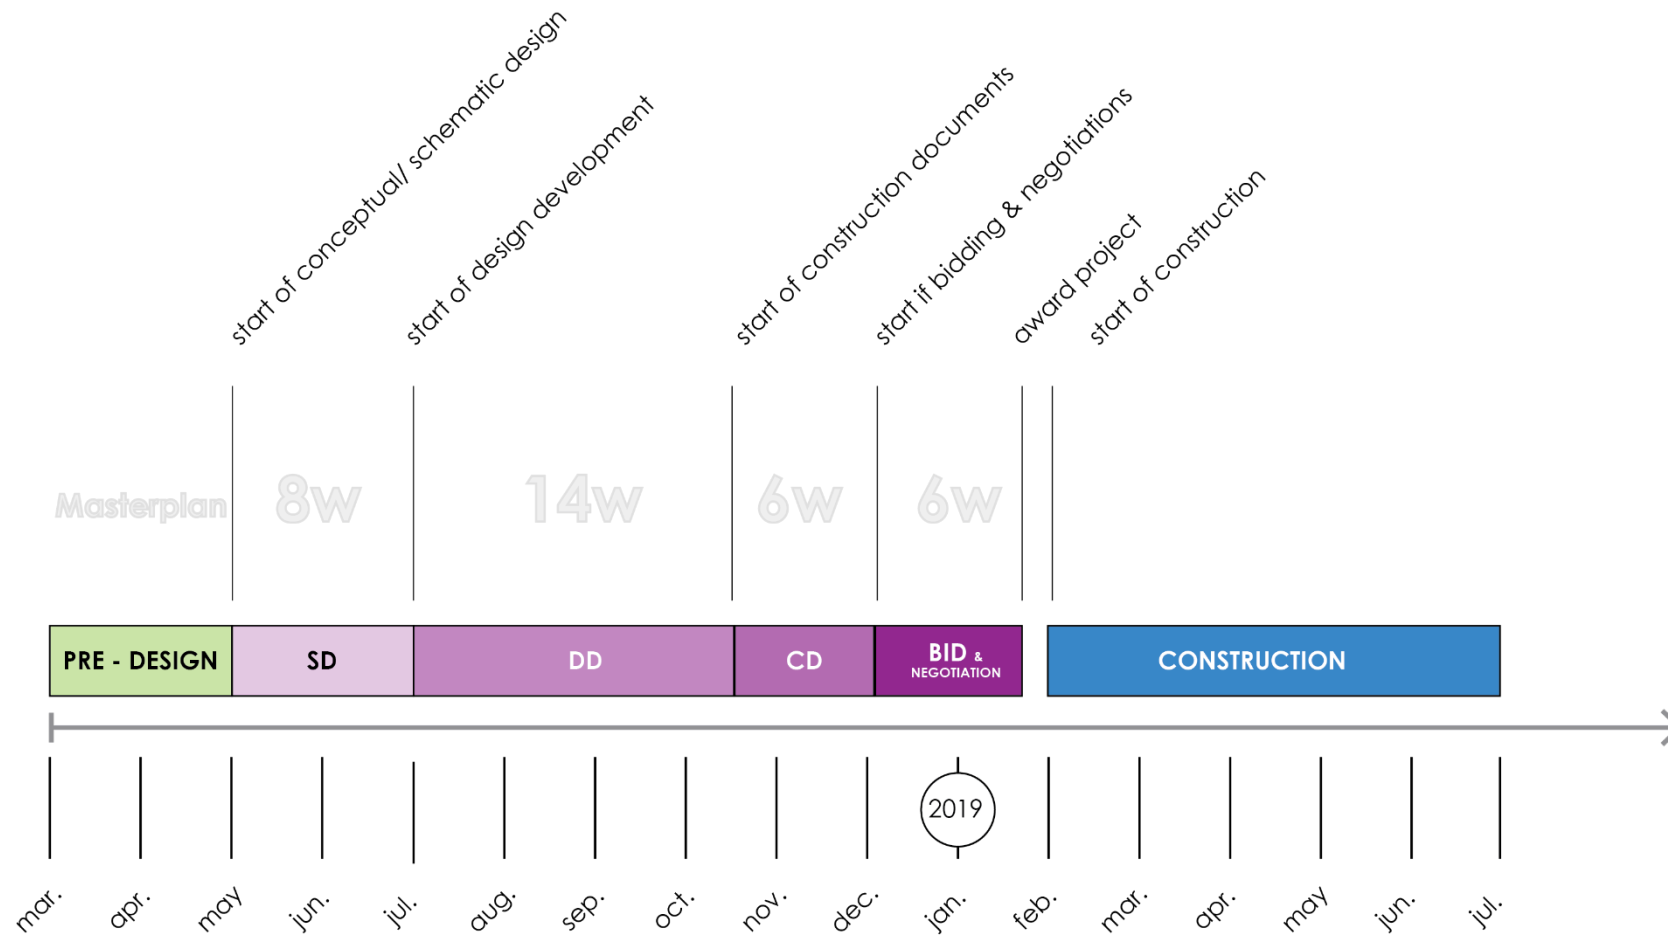 start of conceptual/ schematic design
start of design development
start of construction documents
start if bidding & negotiations
award project
start of construction
Masterplan
8w
14w
6w
6w
PRE - DESIGN
SD
DD
CD
BID &
NEGOTIATION
CONSTRUCTION
2019
mar.
apr.
may
jun.
jul.
aug.
sep.
oct.
nov.
dec.
jan.
feb.
mar.
apr.
may
jun.
jul.